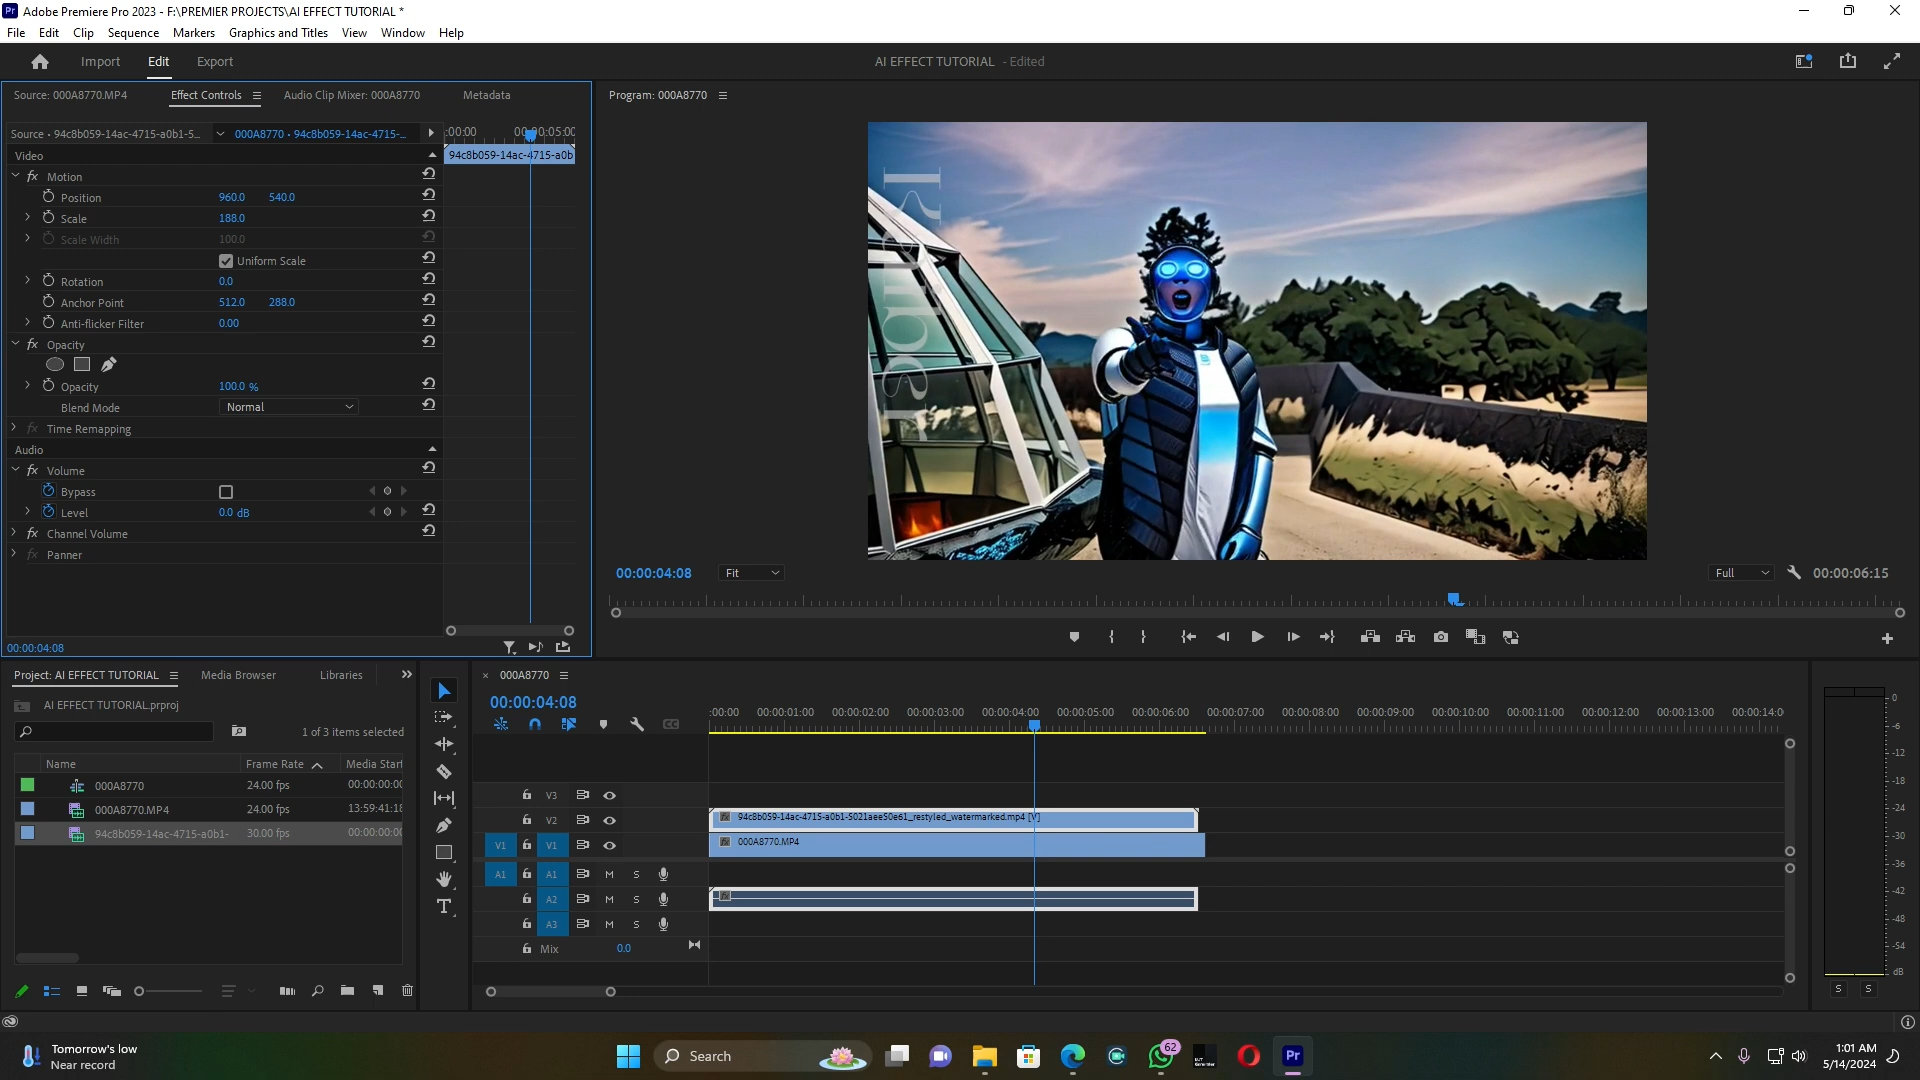 Adobe Premiere Pro 2023 - F:\PREMIER PROJECTS\AI EFFECT TUTORIAL *
File Edit Clip Sequence Markers Graphics and Titles View Window Help
Import Edit Export
AI EFFECT TUTORIAL - Edited
Source: 000A8770.MP4 Effect Controls Audio Clip Mixer: 000A8770 Metadata
Source • 94c8b059-14ac-4715-a0b1-5... 000A8770 • 94c8b059-14ac-4715-...
:00:00 00:00:05:00
Video
94c8b059-14ac-4715-a0b
fx Motion
Position 960.0 540.0
Scale 188.0
Scale Width 100.0
Uniform Scale
Rotation 0.0
Anchor Point 512.0 288.0
Anti-flicker Filter 0.00
fx Opacity
Opacity 100.0 %
Blend Mode Normal
fx Time Remapping
Audio
fx Volume
Bypass
Level 0.0 dB
fx Channel Volume
fx Panner
00:00:04:08
Program: 000A8770
Kaiber
00:00:04:08 Fit Full 00:00:06:15
Project: AI EFFECT TUTORIAL Media Browser Libraries
AI EFFECT TUTORIAL.prproj
1 of 3 items selected
Name Frame Rate Media Start
000A8770 24.00 fps 00:00:00:00
000A8770.MP4 24.00 fps 13:59:41:18
94c8b059-14ac-4715-a0b1- 30.00 fps 00:00:00:00
× 000A8770
00:00:04:08
:00:00 00:00:01:00 00:00:02:00 00:00:03:00 00:00:04:00 00:00:05:00 00:00:06:00 00:00:07:00 00:00:08:00 00:00:09:00 00:00:10:00 00:00:11:00 00:00:12:00 00:00:13:00 00:00:14:0
V3
V2
fx 94c8b059-14ac-4715-a0b1-5021aee50e61_restyled_watermarked.mp4 [V]
V1 V1
fx 000A8770.MP4
A1 A1 M S
A2 M S
fx
A3 M S
Mix 0.0
0
-6
-12
-18
-24
-30
-36
-42
-48
-54
dB
S S
Tomorrow's low
Near record
Search
62
Pr
1:01 AM
5/14/2024